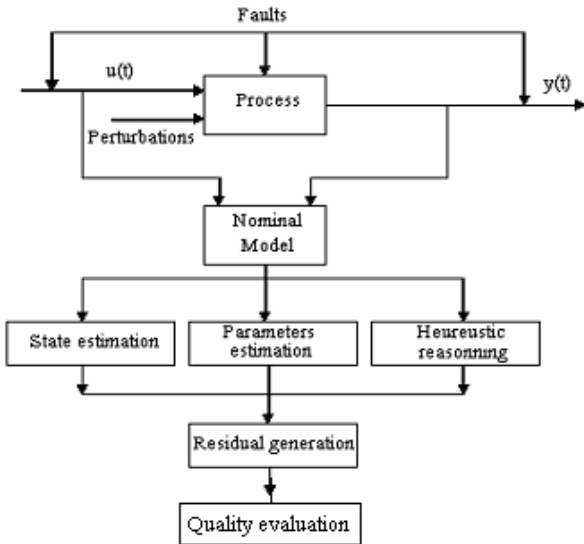 Faults
u(t)
y(t)
Process
Perturbations
Nominal
Model
State estimation
Parameters
estimation
Heureustic
reasonning
Residual generation
Quality evaluation